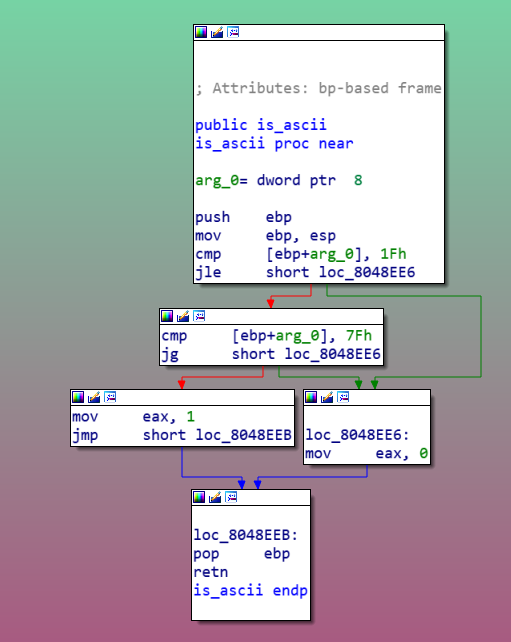 ; Attributes: bp-based frame
public is_ascii
is_ascii proc near
arg_0= dword ptr  8
push    ebp
mov     ebp, esp
cmp     [ebp+arg_0], 1Fh
jle     short loc_8048EE6
cmp     [ebp+arg_0], 7Fh
jg      short loc_8048EE6
mov     eax, 1
jmp     short loc_8048EEB
loc_8048EE6:
mov     eax, 0
loc_8048EEB:
pop     ebp
retn
is_ascii endp